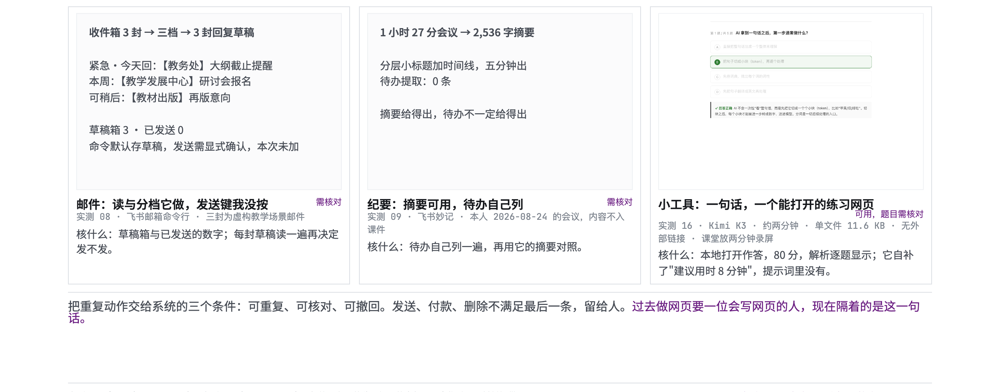 收件箱 3 封 → 三档 → 3 封回复草稿
紧急・今天回：【教务处】大纲截止提醒
本周：【教学发展中心】研讨会报名
可稍后：【教材出版】再版意向
草稿箱 3 · 已发送 0
命令默认存草稿，发送需显式确认，本次未加
邮件：读与分档它做，发送键我没按
需核对
实测 08 · 飞书邮箱命令行 · 三封为虚构教学场景邮件
核什么：草稿箱与已发送的数字；每封草稿读一遍再决定
发不发。
1 小时 27 分会议 → 2,536 字摘要
分层小标题加时间线，五分钟出
待办提取：0 条
摘要给得出，待办不一定给得出
纪要：摘要可用，待办自己列
需核对
实测 09 · 飞书妙记 · 本人 2026-08-24 的会议，内容不入
课件
核什么：待办自己列一遍，再用它的摘要对照。
第 1 题 / 共 5 题 AI 拿到一句话之后，第一步通常做什么？
A 直接把整句话当成一个整体来理解
B 把句子切成小块（token），再逐个处理
C 先查词典，找出每个词的词性
D 先把句子翻译成英文再处理
✓ 回答正确 AI 不会一次性"看"整句话，而是先把它切成一个个小块（token），比如"苹果/很/好吃"。切
块之后，每个小块才能被进一步转成数字、送进模型。分词是一切后续处理的入口。
小工具：一句话，一个能打开的练习网页
可用，题目需核对
实测 16 · Kimi K3 · 约两分钟 · 单文件 11.6 KB · 无外
部链接 · 课堂放两分钟录屏
核什么：本地打开作答，80 分，解析逐题显示；它自补
了"建议用时 8 分钟"，提示词里没有。
把重复动作交给系统的三个条件：可重复、可核对、可撤回。发送、付款、删除不满足最后一条，留给人。过去做网页要一位会写网页的人，现在隔着的是这一句
话。